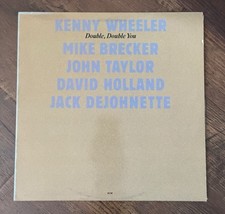 KENNY WHEELER
Double, Double You
MIKE BRECKER
JOHN TAYLOR
DAVID HOLLAND
JACK DEJOHNETTE